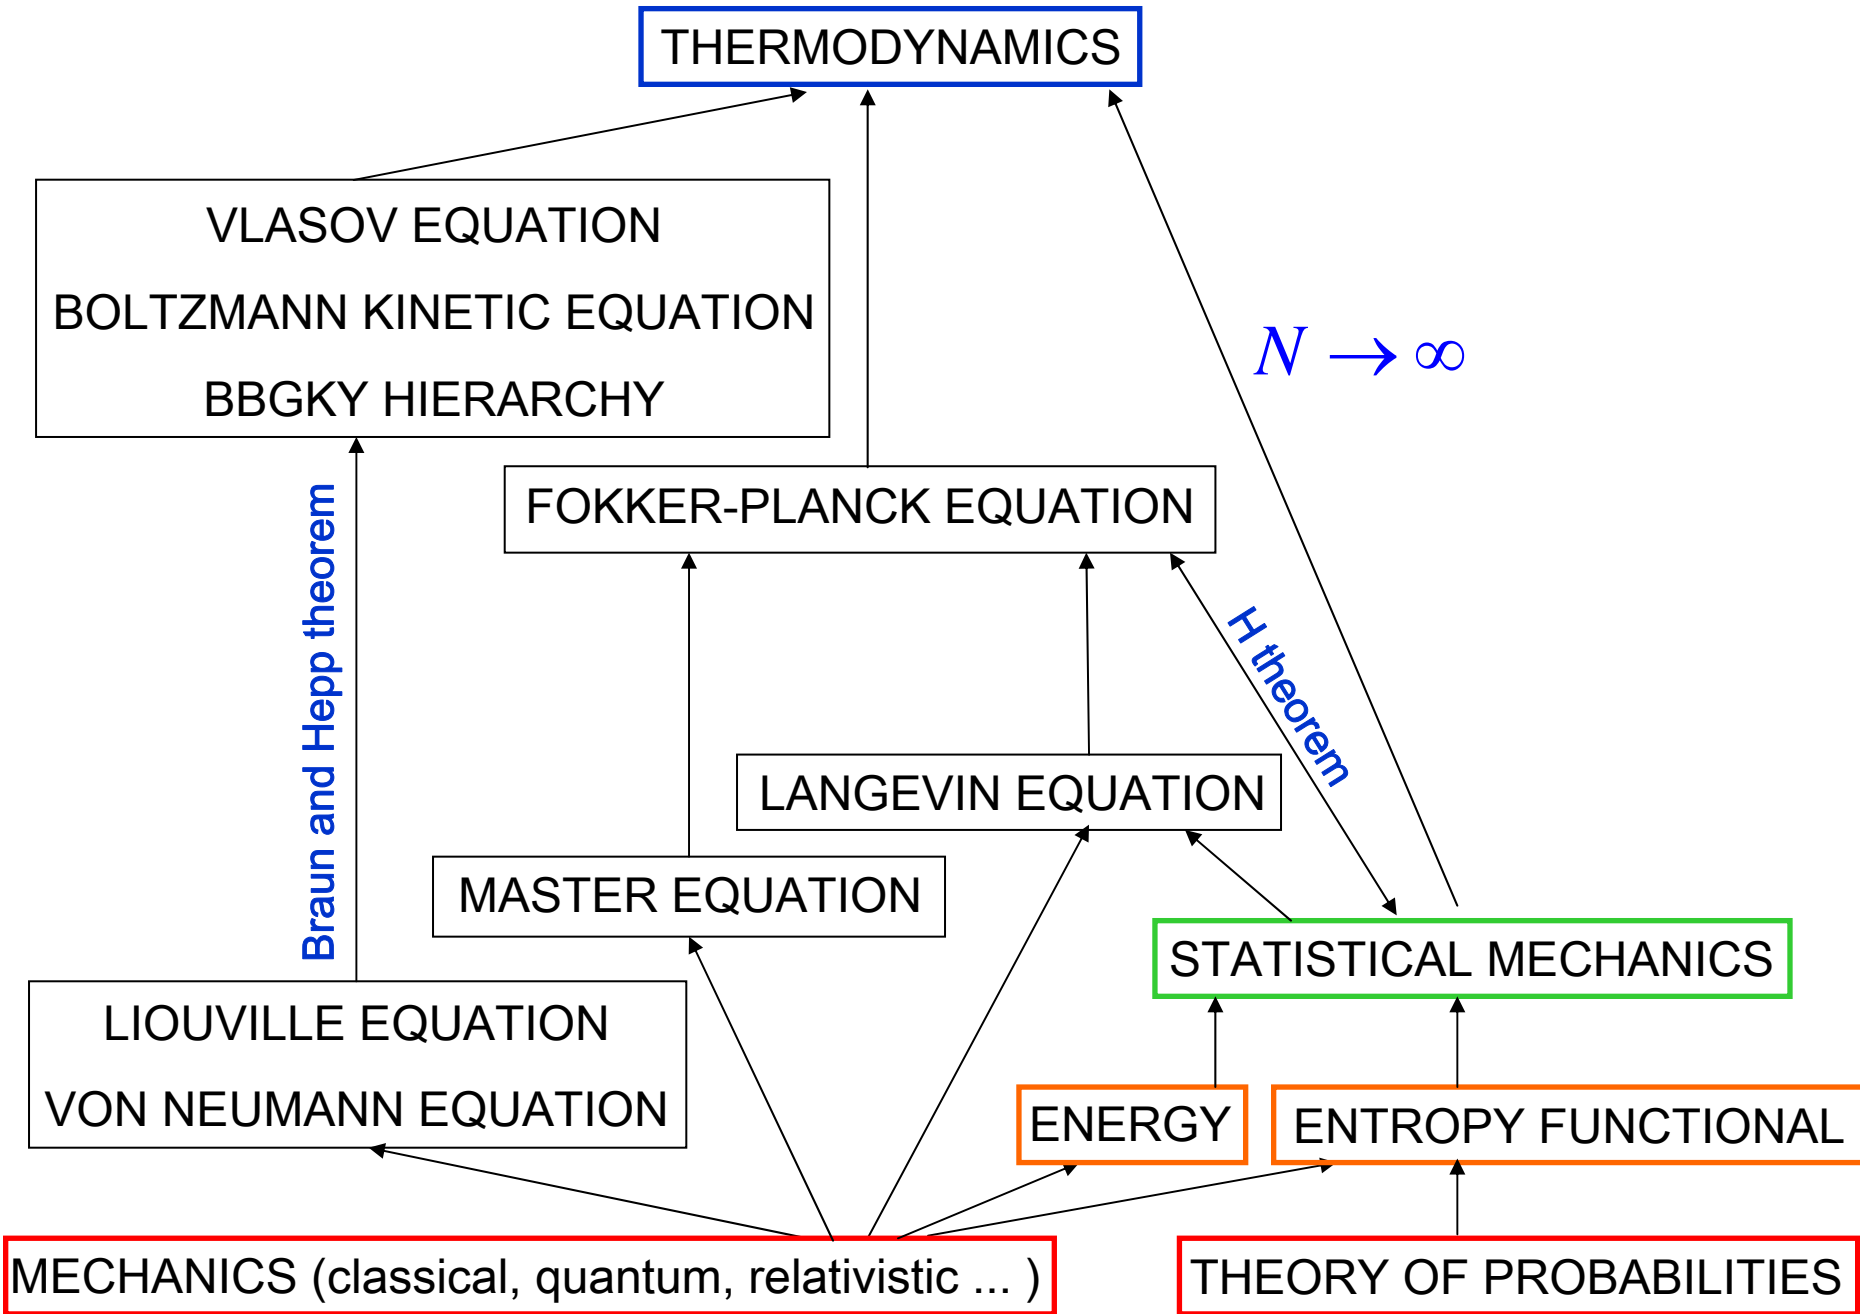 THERMODYNAMICS
VLASOV EQUATION
BOLTZMANN KINETIC EQUATION
BBGKY HIERARCHY
N → ∞
FOKKER-PLANCK EQUATION
Braun and Hepp theorem
H theorem
LANGEVIN EQUATION
MASTER EQUATION
STATISTICAL MECHANICS
LIOUVILLE EQUATION
VON NEUMANN EQUATION
ENERGY
ENTROPY FUNCTIONAL
MECHANICS (classical, quantum, relativistic ... )
THEORY OF PROBABILITIES